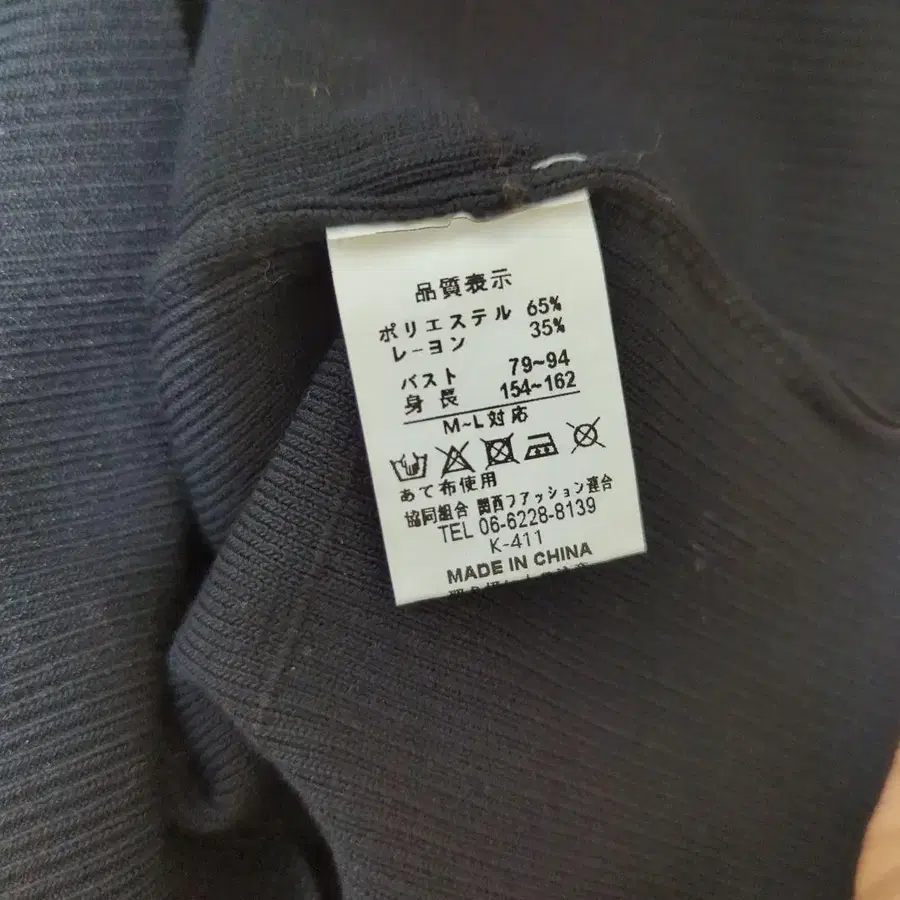 品質表示
ポリエステル 65%
レーヨン 35%
バスト 79~94
身長 154~162
M~L対応
あて布使用
協同組合 関西ファッション連合
TEL 06-6228-8139
K-411
MADE IN CHINA